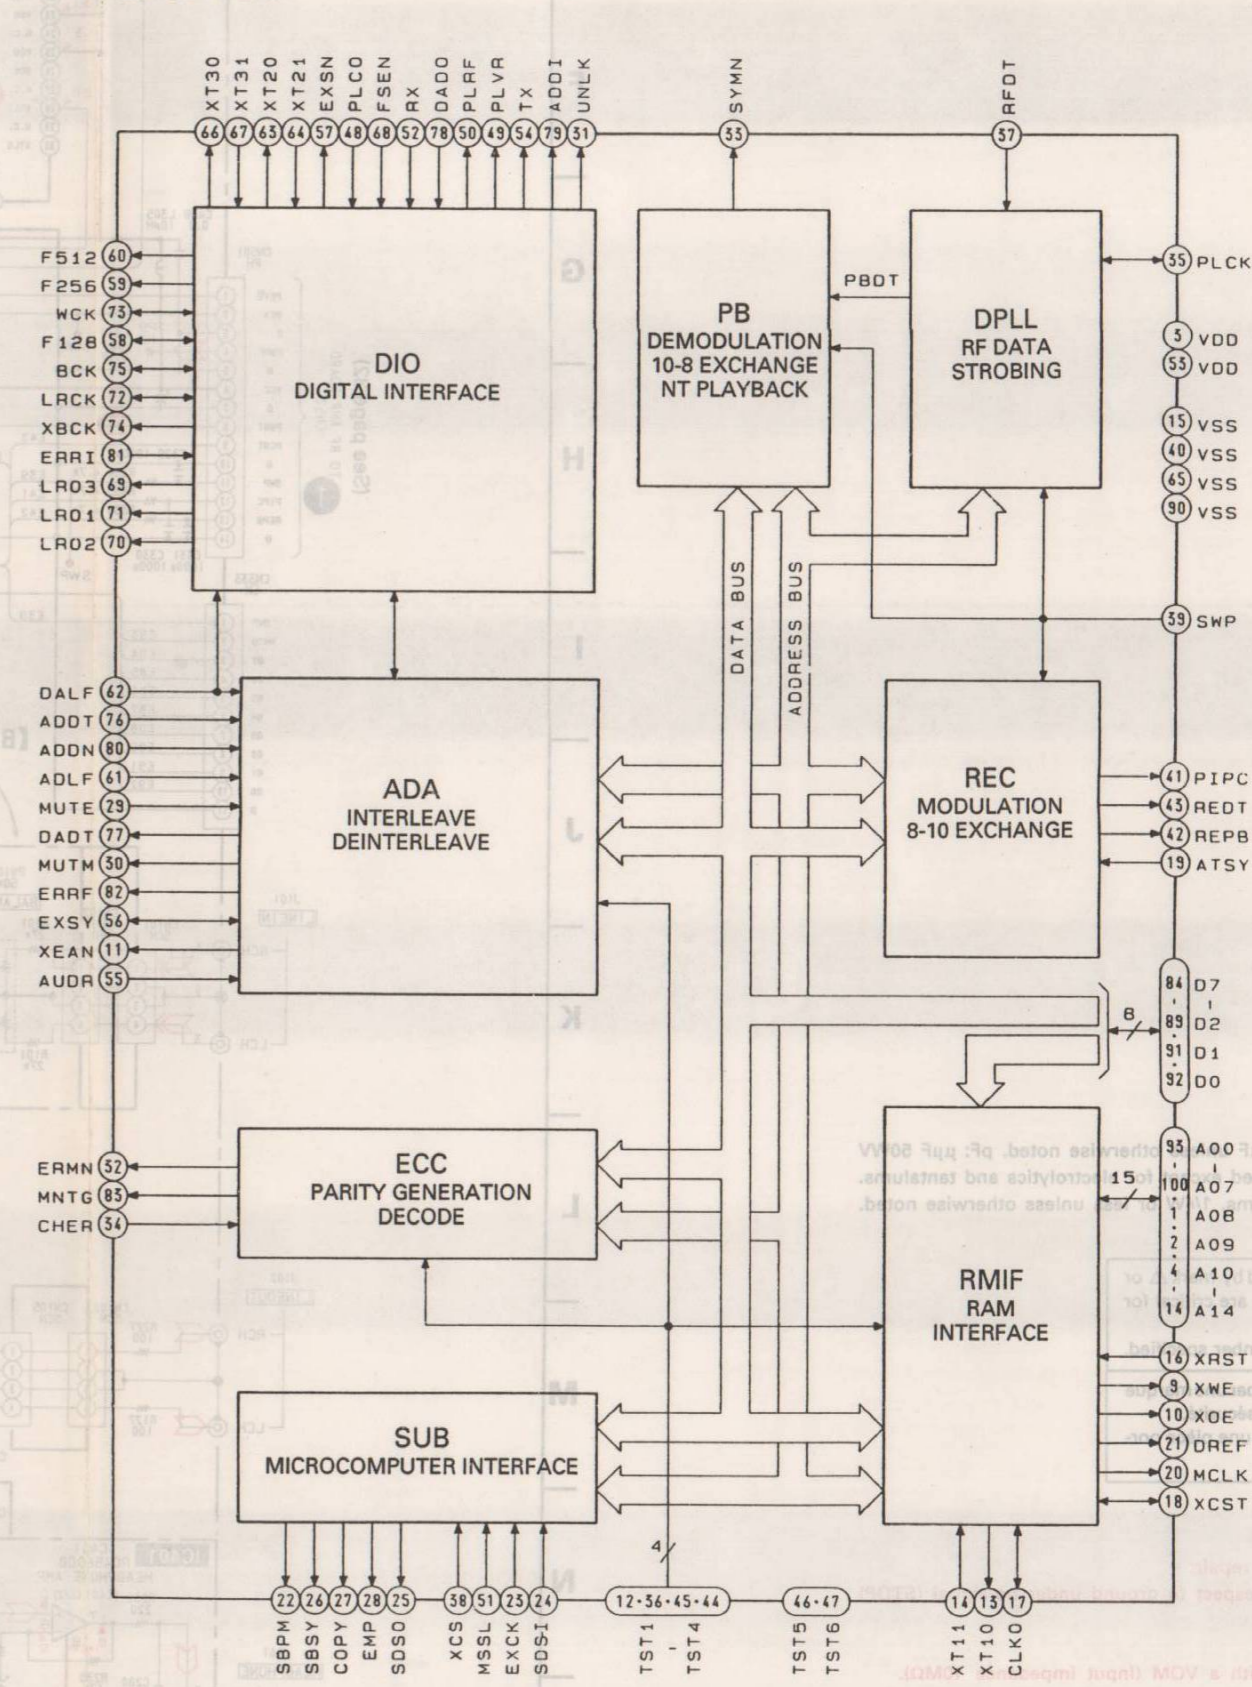 XT30 XT31 XT20 XT21 EXSN PLCO FSEN RX DADO PLRF PLVR TX ADDI UNLK SYMN RFDT
66 67 63 64 57 48 68 52 78 50 49 54 79 31 33 37
F512 60
F256 59
WCK 73
F128 58
BCK 75
LRCK 72
XBCK 74
ERRI 81
LRO3 69
LRO1 71
LRO2 70
DIO
DIGITAL INTERFACE
PB
DEMODULATION
10-8 EXCHANGE
NT PLAYBACK
PBDT
DPLL
RF DATA
STROBING
35 PLCK
3 VDD
53 VDD
15 VSS
40 VSS
65 VSS
90 VSS
39 SWP
DATA BUS
ADDRESS BUS
DALF 62
ADDT 76
ADDN 80
ADLF 61
MUTE 29
DADT 77
MUTM 30
ERRF 82
EXSY 56
XEAN 11
AUDR 55
ADA
INTERLEAVE
DEINTERLEAVE
REC
MODULATION
8-10 EXCHANGE
41 PIPC
43 REDT
42 REPB
19 ATSY
8
84 D7
89 D2
91 D1
92 D0
ERMN 32
MNTG 83
CHER 34
ECC
PARITY GENERATION
DECODE
15
93 A00
100 A07
1 A08
2 A09
4 A10
14 A14
RMIF
RAM
INTERFACE
16 XRST
9 XWE
10 XOE
21 DREF
20 MCLK
18 XCST
SUB
MICROCOMPUTER INTERFACE
4
22 26 27 28 25 38 51 23 24 12·36·45·44 46·47 14 13 17
SBPM SBSY COPY EMP SDSO XCS MSSL EXCK SDSI TST1 - TST4 TST5 TST6 XT11 XT10 CLKO